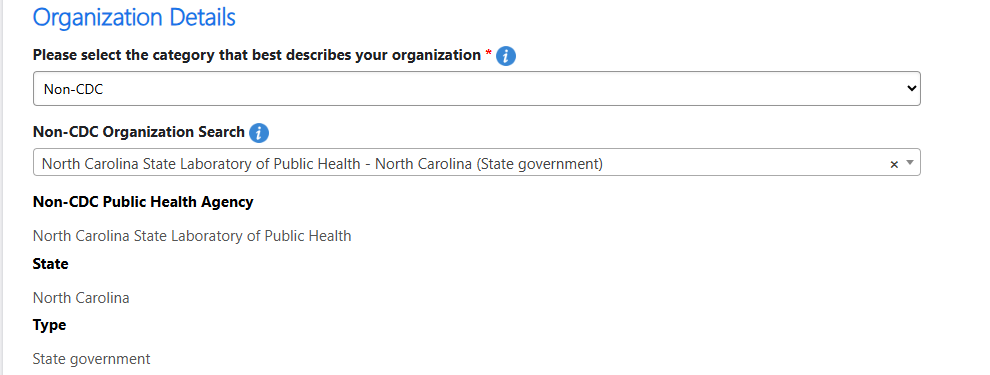 Organization Details
Please select the category that best describes your organization * i
Non-CDC
Non-CDC Organization Search i
North Carolina State Laboratory of Public Health - North Carolina (State government) ×
Non-CDC Public Health Agency
North Carolina State Laboratory of Public Health
State
North Carolina
Type
State government